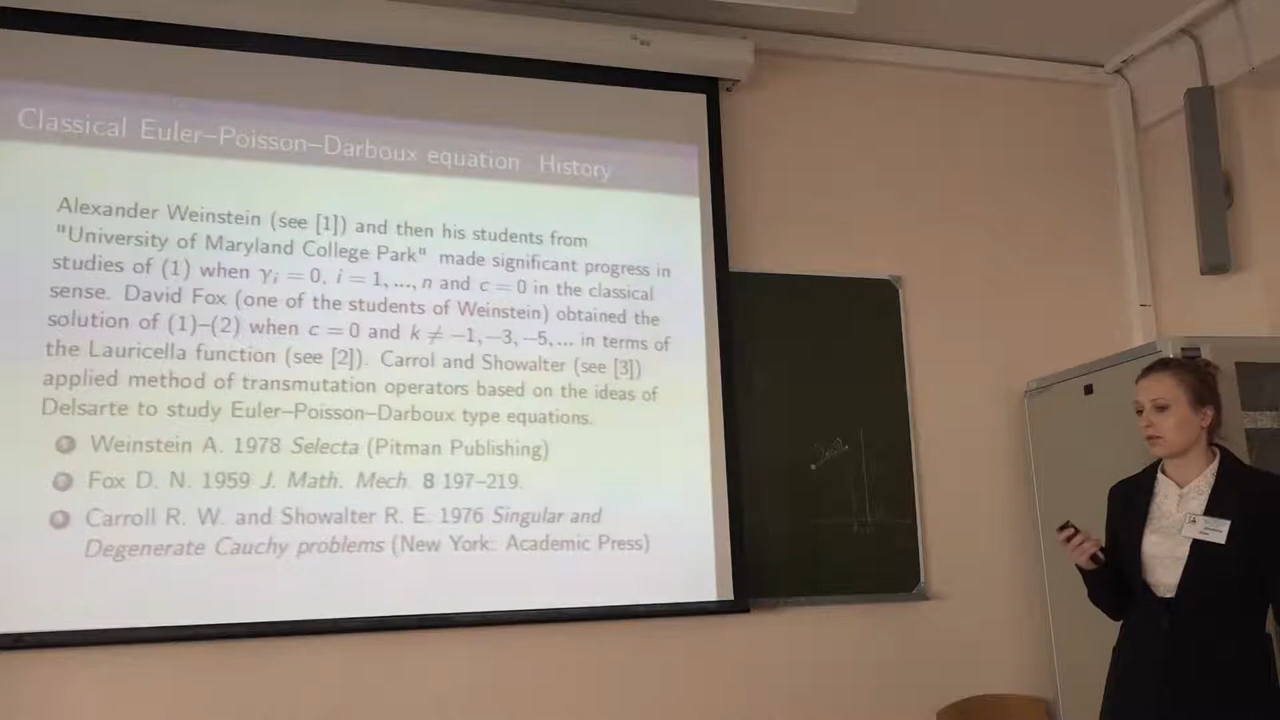 Classical Euler–Poisson–Darboux equation History
Alexander Weinstein (see [1]) and then his students from
"University of Maryland College Park" made significant progress in
studies of (1) when γᵢ = 0, i = 1, ..., n and c = 0 in the classical
sense. David Fox (one of the students of Weinstein) obtained the
solution of (1)–(2) when c = 0 and k ≠ −1, −3, −5, ... in terms of
the Lauricella function (see [2]). Carrol and Showalter (see [3])
applied method of transmutation operators based on the ideas of
Delsarte to study Euler–Poisson–Darboux type equations.
1 Weinstein A. 1978 Selecta (Pitman Publishing)
2 Fox D. N. 1959 J. Math. Mech. 8 197–219.
3 Carroll R. W. and Showalter R. E. 1976 Singular and
Degenerate Cauchy problems (New York: Academic Press)